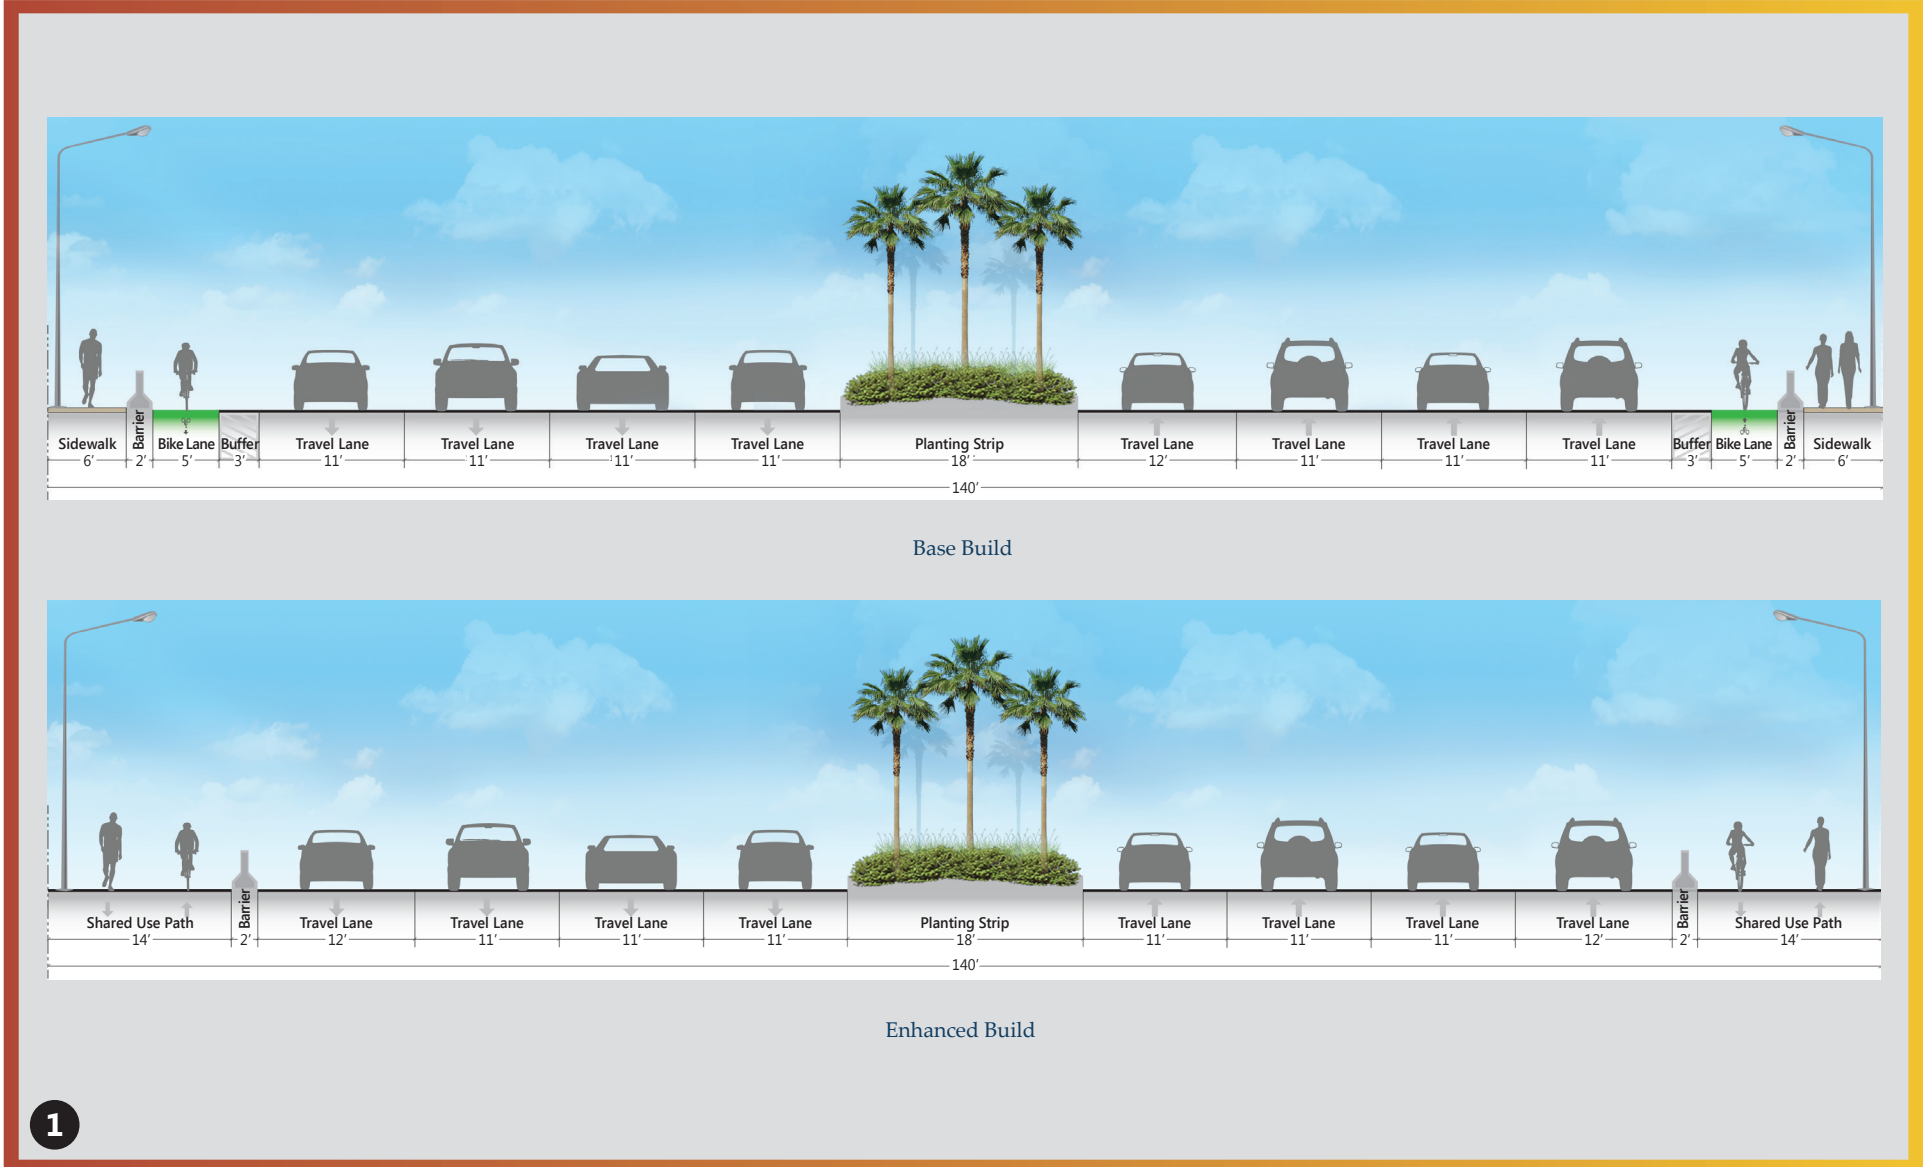 Sidewalk Barrier Bike Lane Buffer Travel Lane Travel Lane Travel Lane Travel Lane Planting Strip Travel Lane Travel Lane Travel Lane Travel Lane Buffer Bike Lane Barrier Sidewalk
6' 2' 5' 3' 11' 11' 11' 11' 18' 12' 11' 11' 11' 3' 5' 2' 6'
140'
Base Build
Shared Use Path Barrier Travel Lane Travel Lane Travel Lane Travel Lane Planting Strip Travel Lane Travel Lane Travel Lane Travel Lane Barrier Shared Use Path
14' 2' 12' 11' 11' 11' 18' 11' 11' 11' 12' 2' 14'
140'
Enhanced Build
1